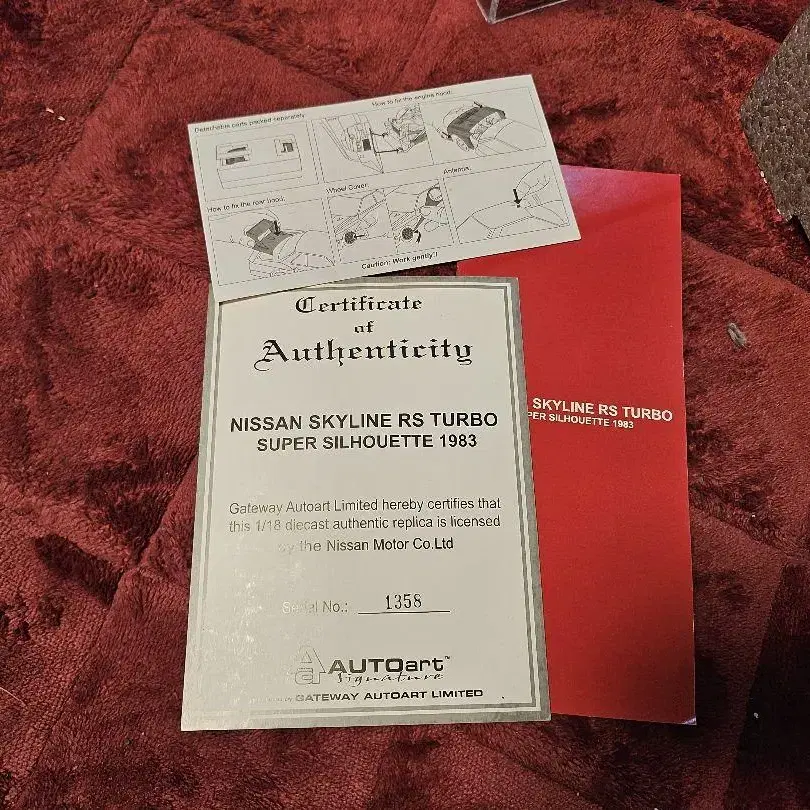 Detachable parts packed separately
How to fix the engine hood:
How to fix the rear hood:
Wheel Cover:
Antenna:
Caution: Work gently!!
Certificate
of
Authenticity
NISSAN SKYLINE RS TURBO
SUPER SILHOUETTE 1983
Gateway Autoart Limited hereby certifies that
this 1/18 diecast authentic replica is licensed
by the Nissan Motor Co.Ltd
Serial No.: 1358
AUTOart™
Signature
GATEWAY AUTOART LIMITED
SKYLINE RS TURBO
PER SILHOUETTE 1983